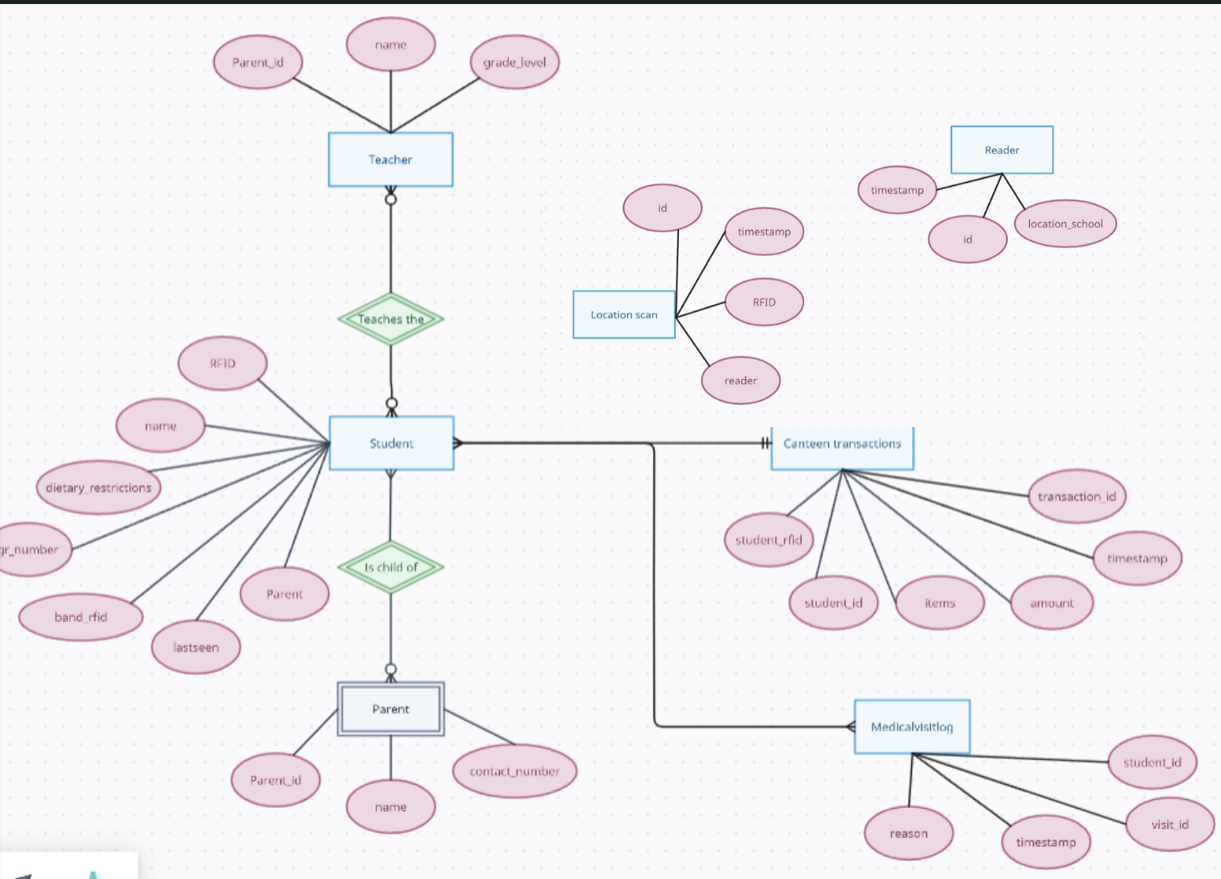 Parent_id
name
grade_level
Teacher
Teaches the
RFID
name
dietary_restrictions
gr_number
band_rfid
lastseen
Parent
Student
Is child of
Parent
Parent_id
name
contact_number
id
timestamp
RFID
reader
Location scan
Reader
timestamp
id
location_school
Canteen transactions
student_rfid
student_id
items
amount
transaction_id
timestamp
Medicalvisitlog
reason
timestamp
visit_id
student_id